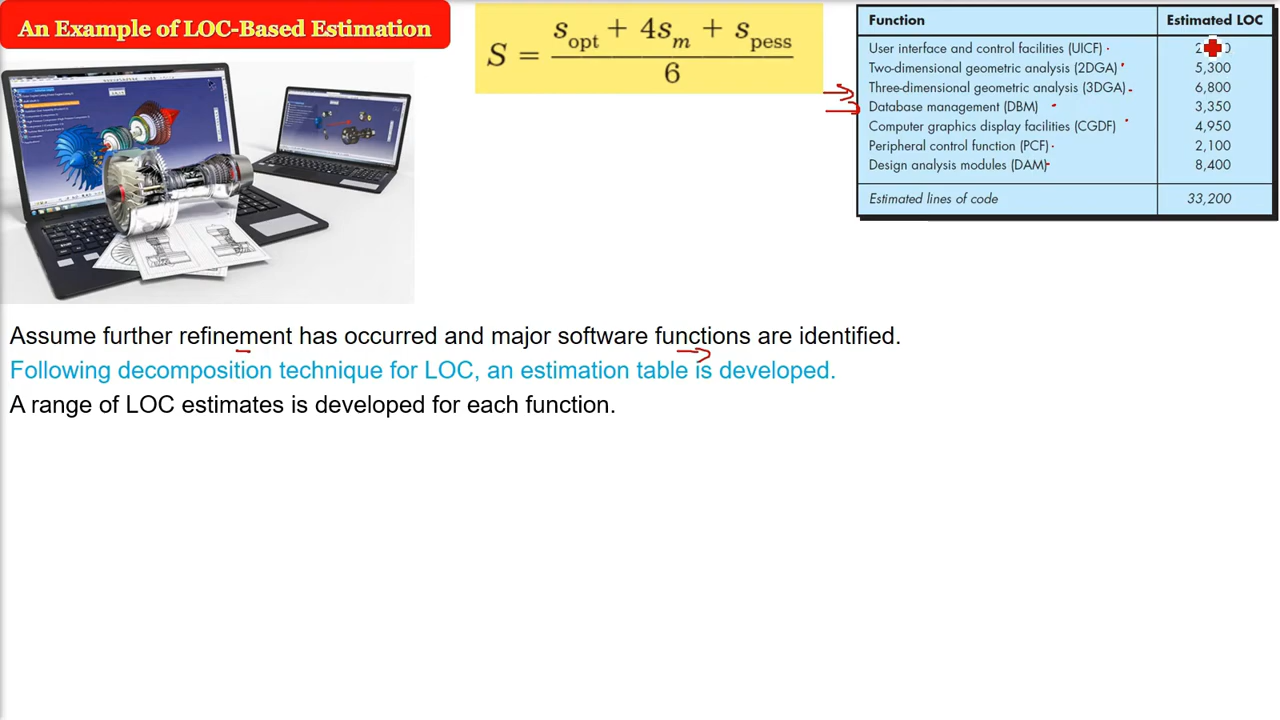 An Example of LOC-Based Estimation
S = (s_opt + 4s_m + s_pess) / 6
Function Estimated LOC
User interface and control facilities (UICF)
Two-dimensional geometric analysis (2DGA) 5,300
Three-dimensional geometric analysis (3DGA) 6,800
Database management (DBM) 3,350
Computer graphics display facilities (CGDF) 4,950
Peripheral control function (PCF) 2,100
Design analysis modules (DAM) 8,400
Estimated lines of code 33,200
Assume further refinement has occurred and major software functions are identified.
Following decomposition technique for LOC, an estimation table is developed.
A range of LOC estimates is developed for each function.